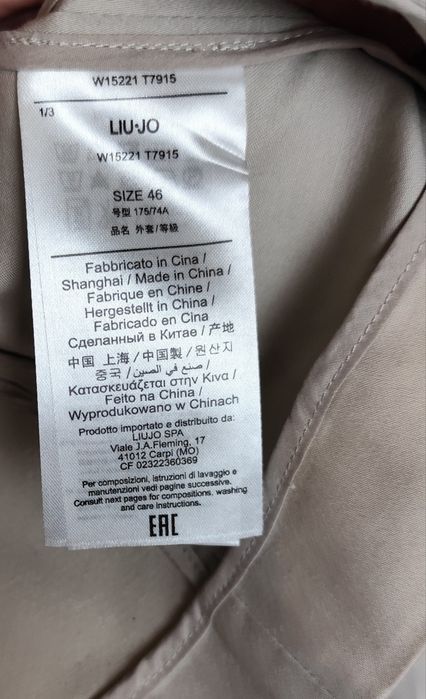 W15221 T7915
1/3
LIU·JO
W15221 T7915
SIZE 46
号型 175/74A
品名 外套/等級
Fabbricato in Cina /
Shanghai / Made in China /
Fabrique en Chine /
Hergestellt in China /
Fabricado en Cina
Сделанный в Китае / 产地
中国 上海 / 中国製 / 원산지
중국 / صنع في الصين /
Κατασκευάζεται στην Κινα /
Feito na China /
Wyprodukowano w Chinach
Prodotto importato e distribuito da:
LIUJO SPA
Viale J.A.Fleming, 17
41012 Carpi (MO)
CF 02322360369
Per composizioni, istruzioni di lavaggio e
manutenzioni vedi pagine successive.
Consult next pages for compositions, washing
and care instructions.
EAC